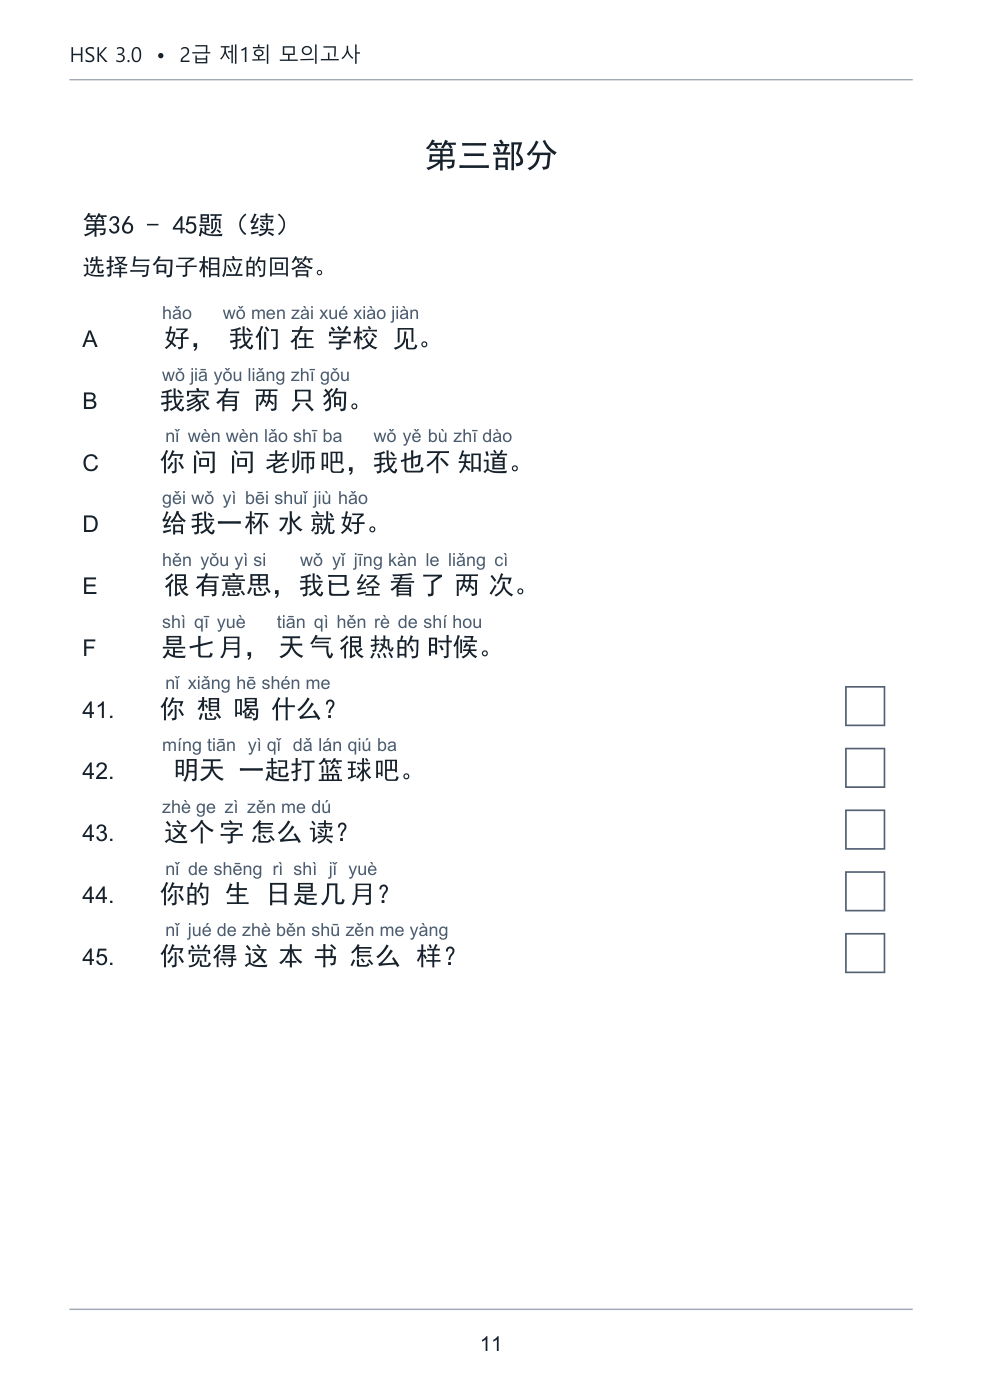 HSK 3.0 • 2급 제1회 모의고사
第三部分
第36 － 45题（续）
选择与句子相应的回答。
hǎo wǒ men zài xué xiào jiàn
A 好，我们在学校见。
wǒ jiā yǒu liǎng zhī gǒu
B 我家有两只狗。
nǐ wèn wèn lǎo shī ba wǒ yě bù zhī dào
C 你问问老师吧，我也不知道。
gěi wǒ yì bēi shuǐ jiù hǎo
D 给我一杯水就好。
hěn yǒu yì si wǒ yǐ jīng kàn le liǎng cì
E 很有意思，我已经看了两次。
shì qī yuè tiān qì hěn rè de shí hou
F 是七月，天气很热的时候。
nǐ xiǎng hē shén me
41. 你想喝什么？
míng tiān yì qǐ dǎ lán qiú ba
42. 明天一起打篮球吧。
zhè ge zì zěn me dú
43. 这个字怎么读？
nǐ de shēng rì shì jǐ yuè
44. 你的生日是几月？
nǐ jué de zhè běn shū zěn me yàng
45. 你觉得这本书怎么样？
11